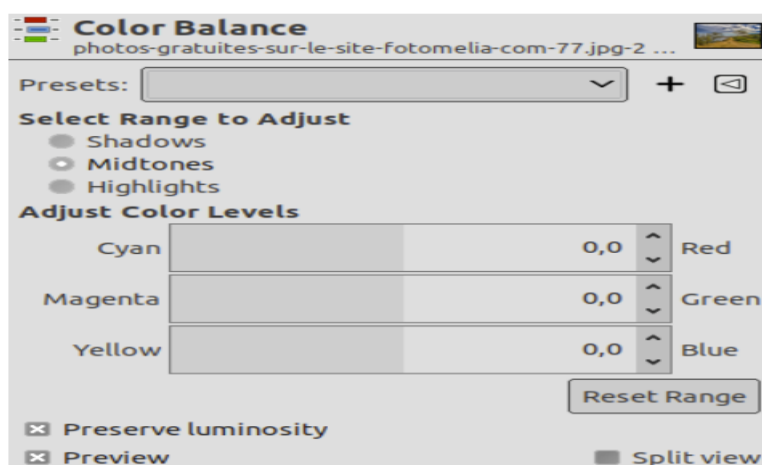 Color Balance
photos-gratuites-sur-le-site-fotomelia-com-77.jpg-2 ...
Presets:
Select Range to Adjust
Shadows
Midtones
Highlights
Adjust Color Levels
Cyan 0,0 Red
Magenta 0,0 Green
Yellow 0,0 Blue
Reset Range
Preserve luminosity
Preview Split view